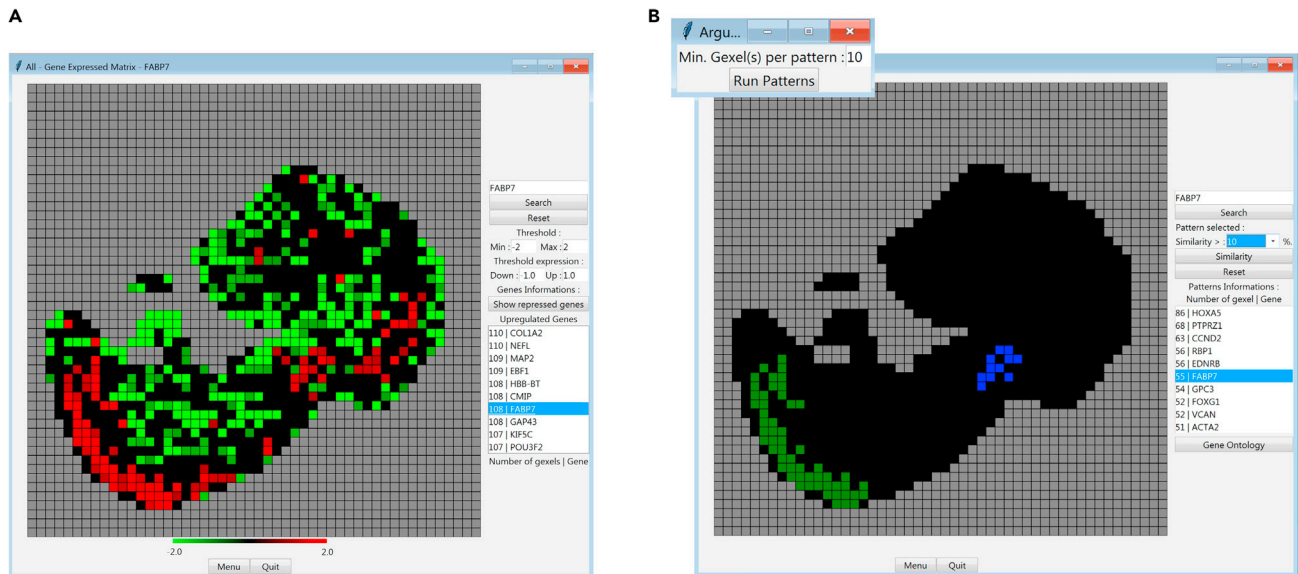 A
All - Gene Expressed Matrix - FABP7
FABP7
Search
Reset
Threshold :
Min : -2 Max : 2
Threshold expression :
Down : -1.0 Up : 1.0
Genes Informations :
Show repressed genes
Upregulated Genes
110 | COL1A2
110 | NEFL
109 | MAP2
109 | EBF1
108 | HBB-BT
108 | CMIP
108 | FABP7
108 | GAP43
107 | KIF5C
107 | POU3F2
Number of gexels | Gene
-2.0 2.0
Menu Quit
B
Argu...
Min. Gexel(s) per pattern : 10
Run Patterns
FABP7
Search
Pattern selected :
Similarity > : 10 %.
Similarity
Reset
Patterns Informations :
Number of gexel | Gene
86 | HOXA5
68 | PTPRZ1
63 | CCND2
56 | RBP1
56 | EDNRB
55 | FABP7
54 | GPC3
52 | FOXG1
52 | VCAN
51 | ACTA2
Gene Ontology
Menu Quit